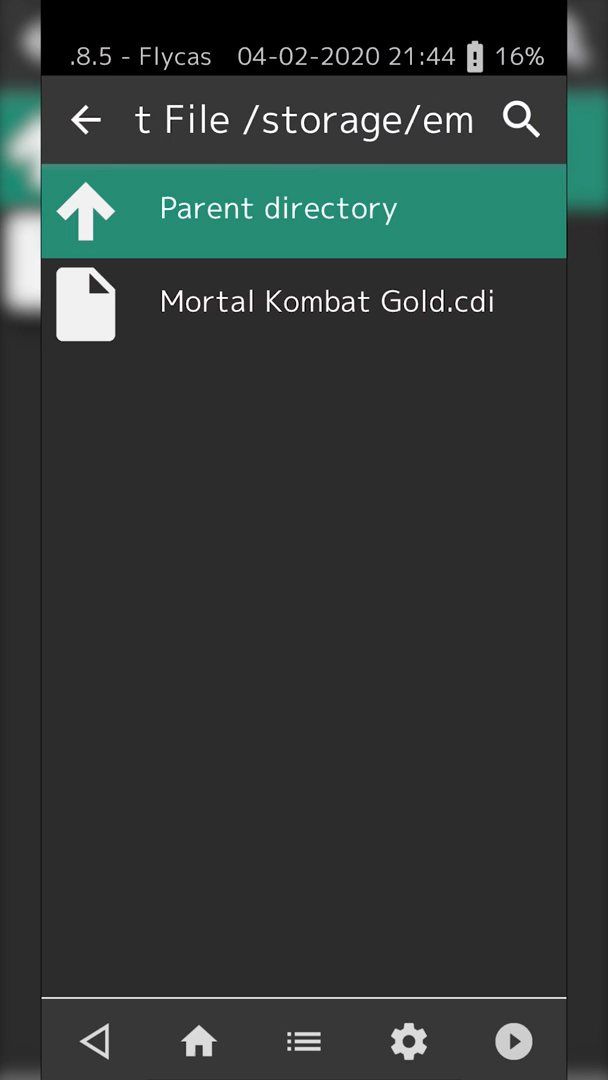 .8.5 - Flycas 04-02-2020 21:44 16%
t File /storage/em
Parent directory
Mortal Kombat Gold.cdi